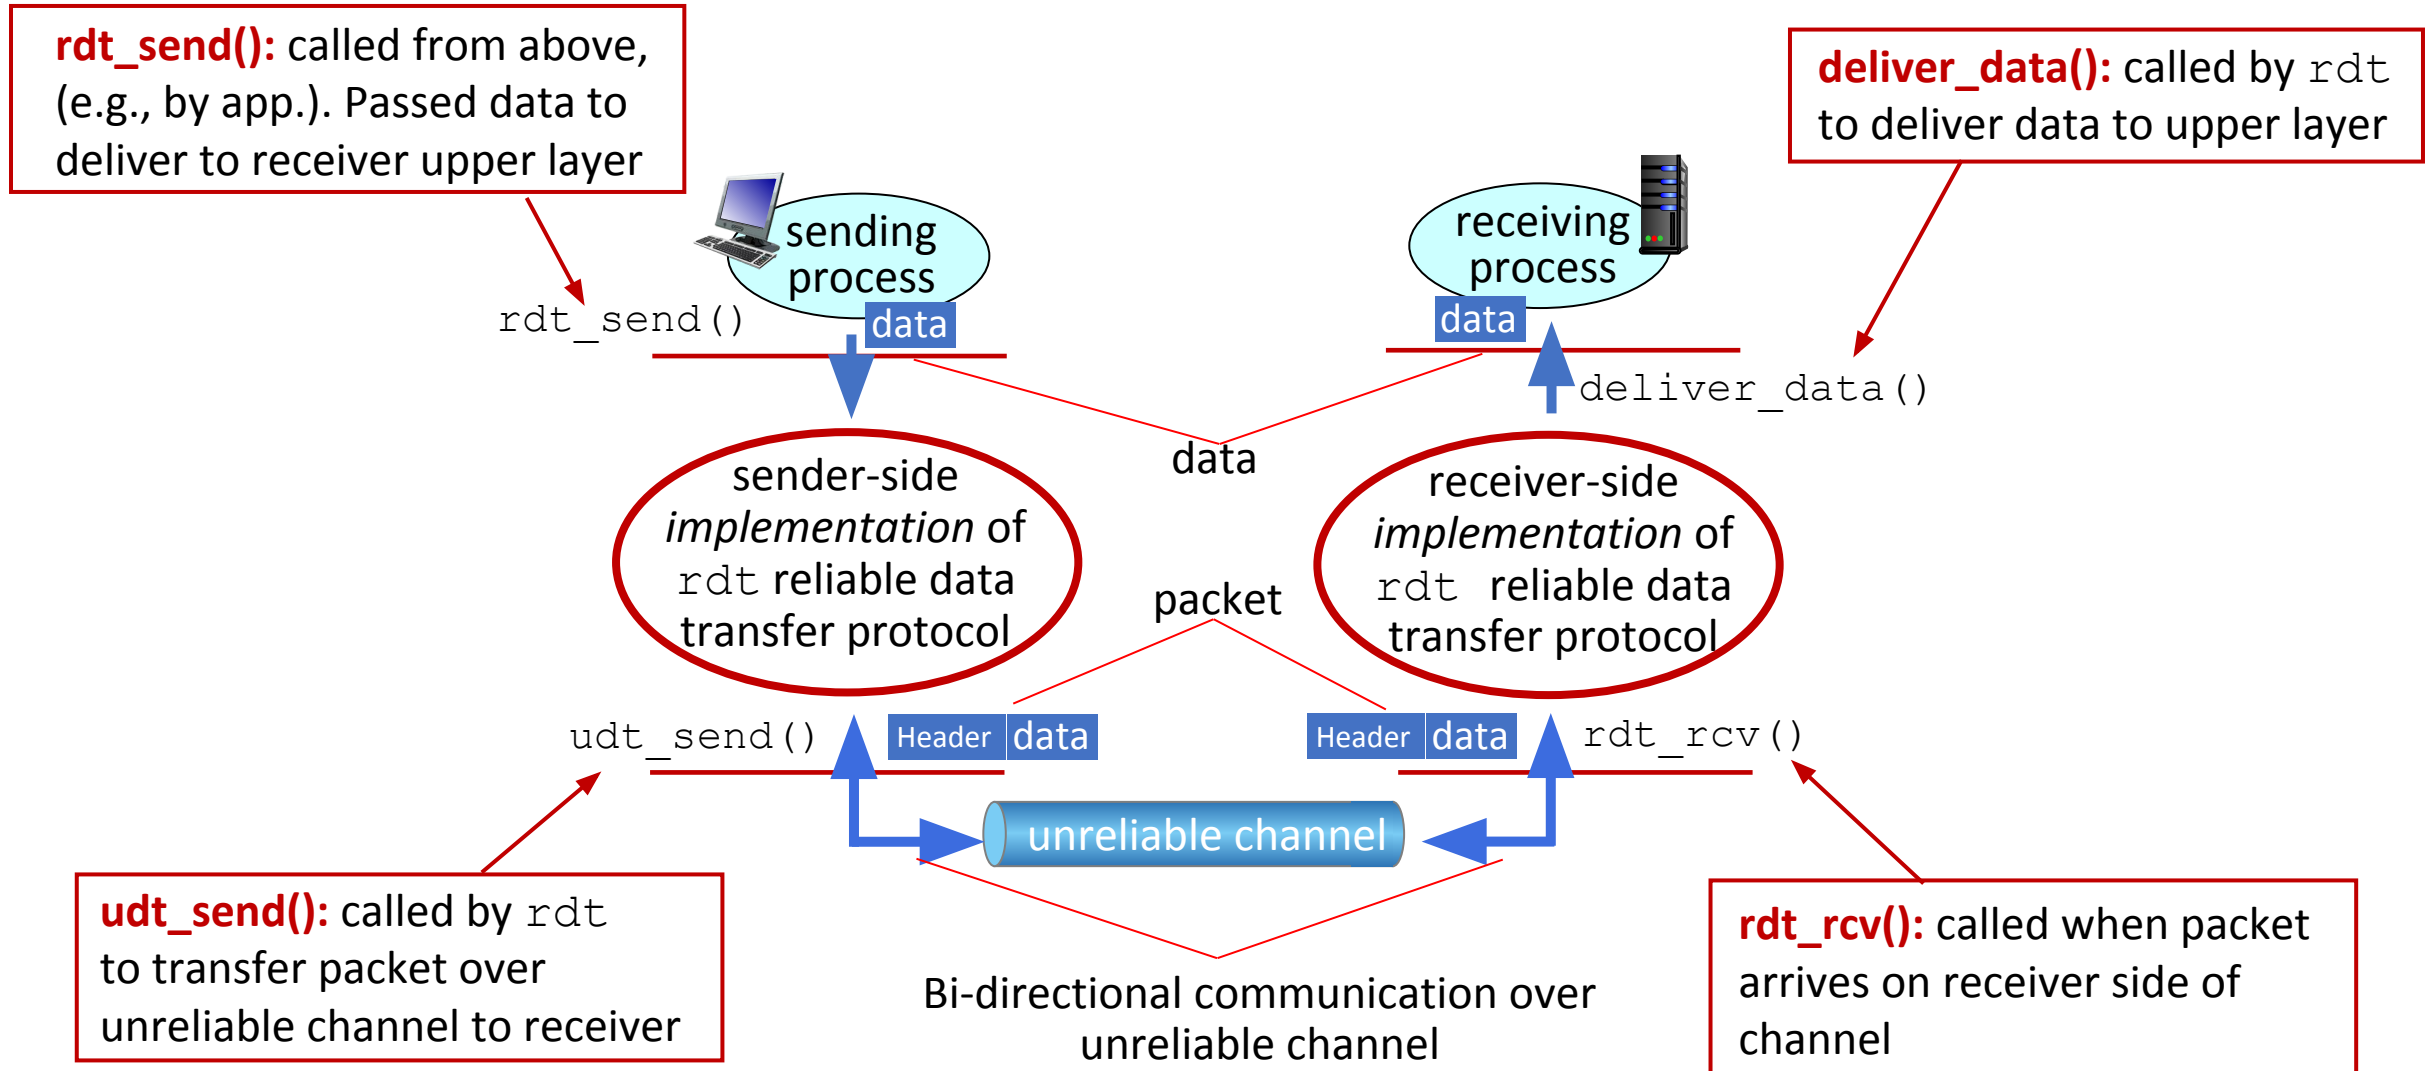 rdt_send(): called from above,
(e.g., by app.). Passed data to
deliver to receiver upper layer
deliver_data(): called by rdt
to deliver data to upper layer
sending
process
receiving
process
rdt_send()
data
data
deliver_data()
data
sender-side
implementation of
rdt reliable data
transfer protocol
receiver-side
implementation of
rdt reliable data
transfer protocol
packet
udt_send()
Header data
Header data
rdt_rcv()
unreliable channel
udt_send(): called by rdt
to transfer packet over
unreliable channel to receiver
Bi-directional communication over
unreliable channel
rdt_rcv(): called when packet
arrives on receiver side of
channel